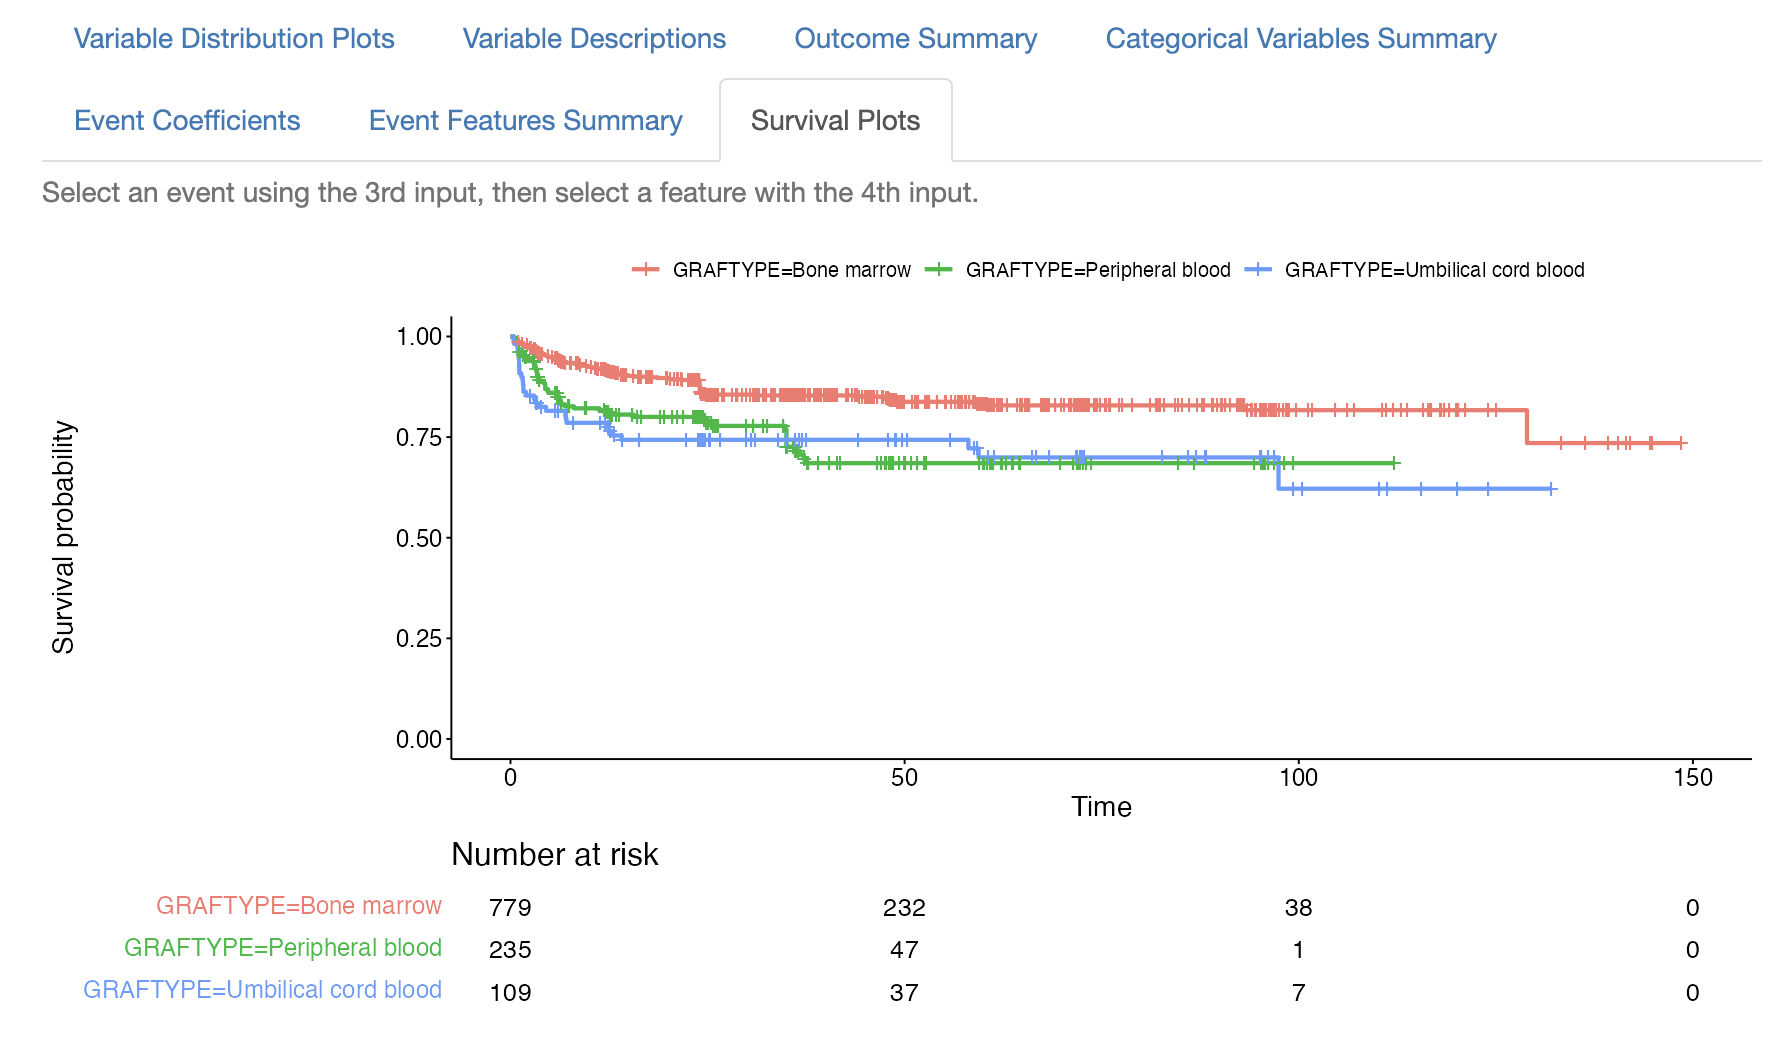 Variable Distribution Plots Variable Descriptions Outcome Summary Categorical Variables Summary
Event Coefficients Event Features Summary Survival Plots
Select an event using the 3rd input, then select a feature with the 4th input.
GRAFTYPE=Bone marrow GRAFTYPE=Peripheral blood GRAFTYPE=Umbilical cord blood
Survival probability
1.00
0.75
0.50
0.25
0.00
0 50 100 150
Time
Number at risk
GRAFTYPE=Bone marrow 779 232 38 0
GRAFTYPE=Peripheral blood 235 47 1 0
GRAFTYPE=Umbilical cord blood 109 37 7 0